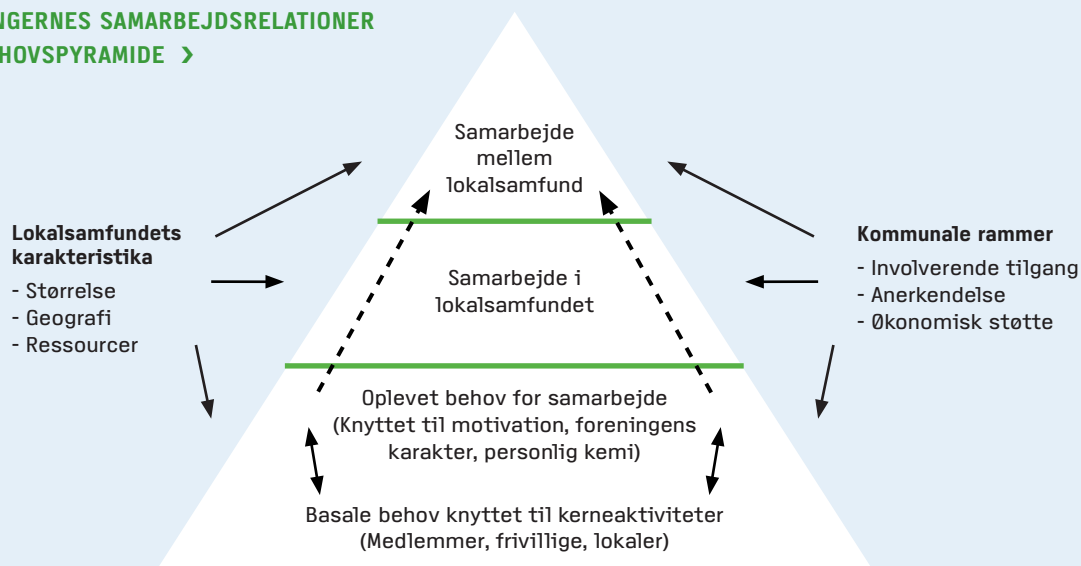 NGERNES SAMARBEJDSRELATIONER
HOVSPYRAMIDE >
Samarbejde
mellem
lokalsamfund
Lokalsamfundets
karakteristika
- Størrelse
- Geografi
- Ressourcer
Samarbejde i
lokalsamfundet
Kommunale rammer
- Involverende tilgang
- Anerkendelse
- Økonomisk støtte
Oplevet behov for samarbejde
(Knyttet til motivation, foreningens
karakter, personlig kemi)
Basale behov knyttet til kerneaktiviteter
(Medlemmer, frivillige, lokaler)